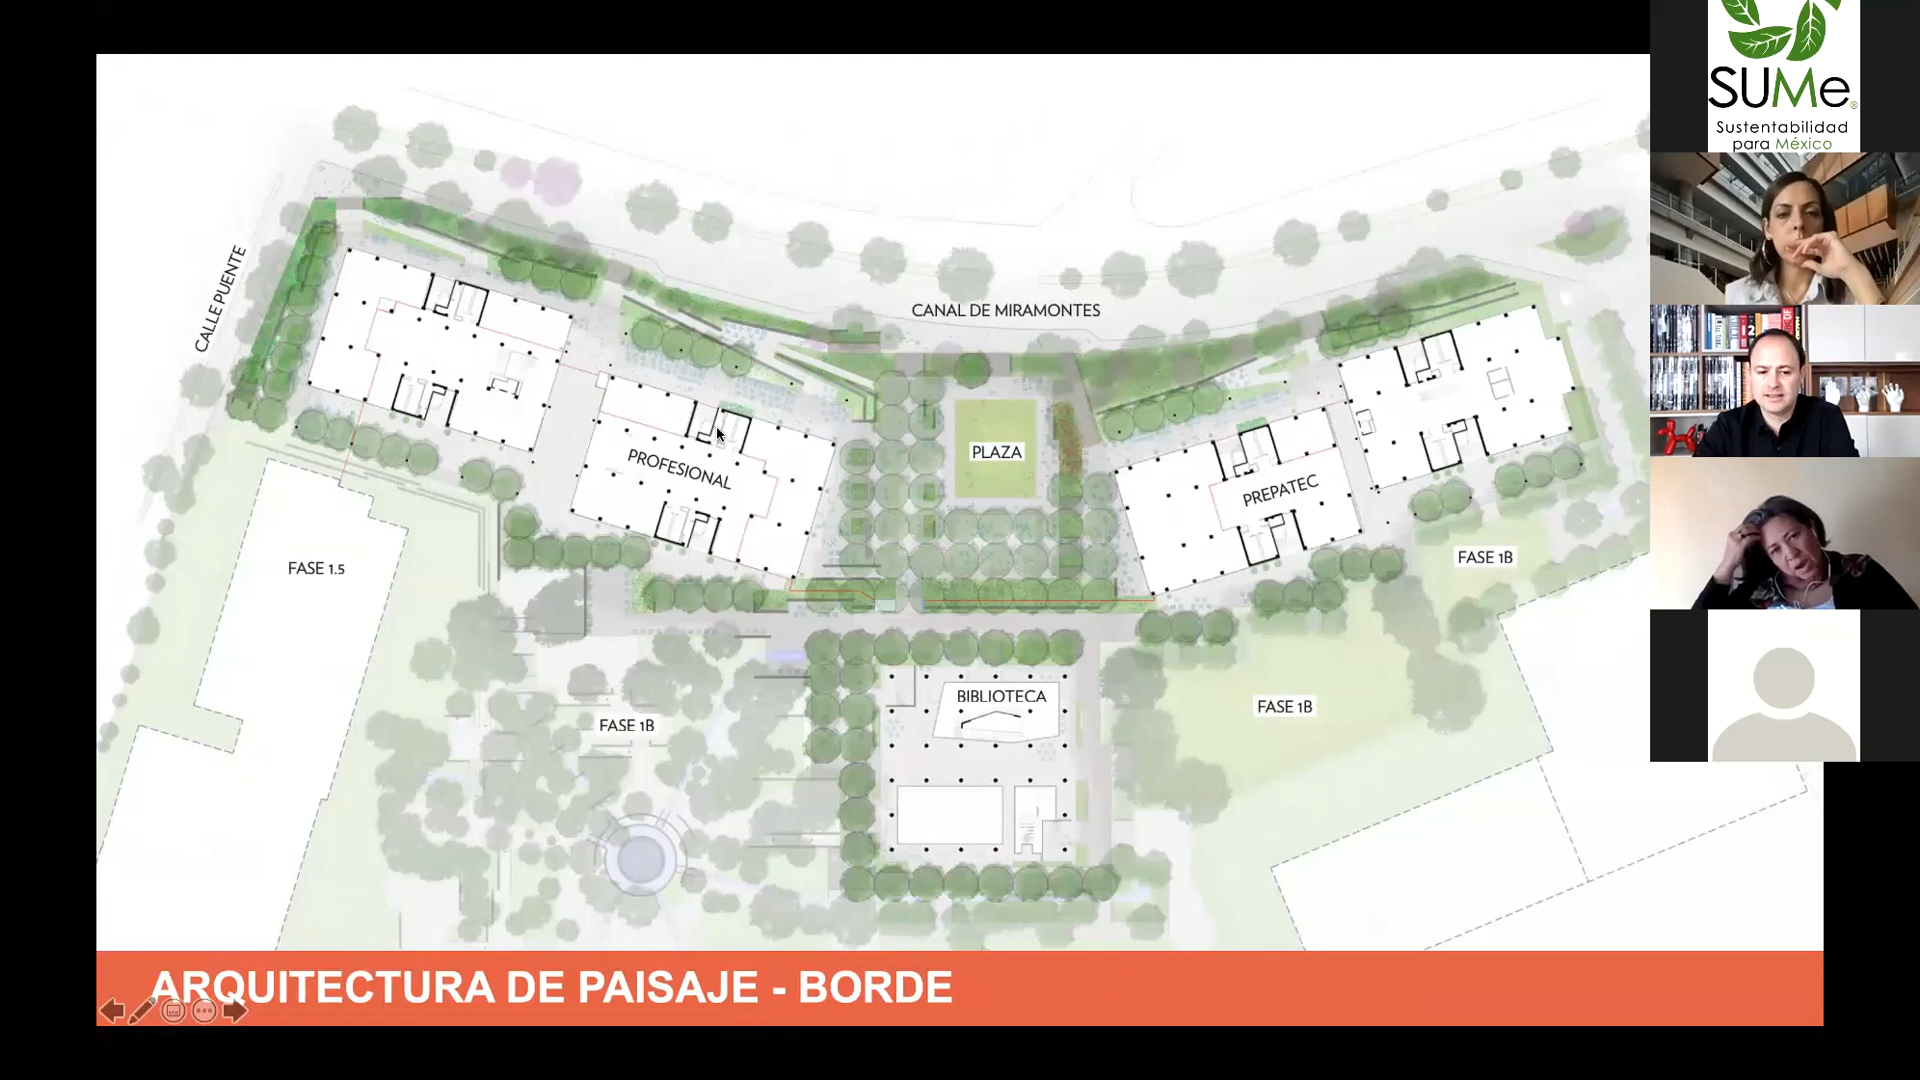 SUMe
Sustentabilidad
para México
CALLE PUENTE
CANAL DE MIRAMONTES
PLAZA
PROFESIONAL
PREPATEC
FASE 1.5
FASE 1B
BIBLIOTECA
FASE 1B
FASE 1B
ARQUITECTURA DE PAISAJE - BORDE